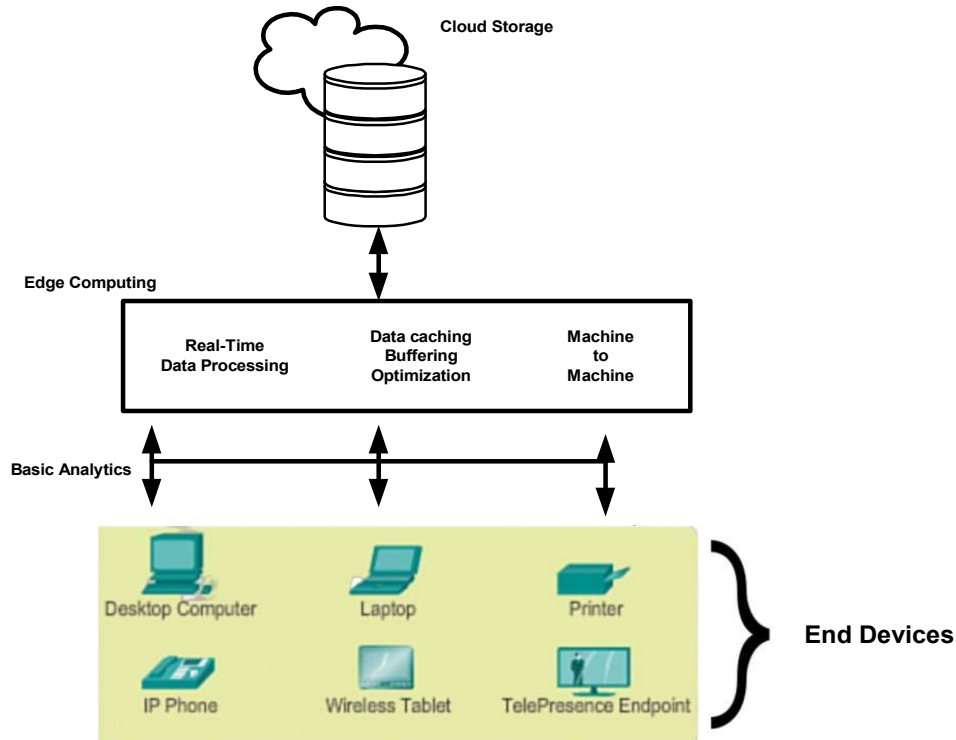 Cloud Storage
Edge Computing
Real-Time
Data Processing
Data caching
Buffering
Optimization
Machine
to
Machine
Basic Analytics
Desktop Computer
Laptop
Printer
End Devices
IP Phone
Wireless Tablet
TelePresence Endpoint